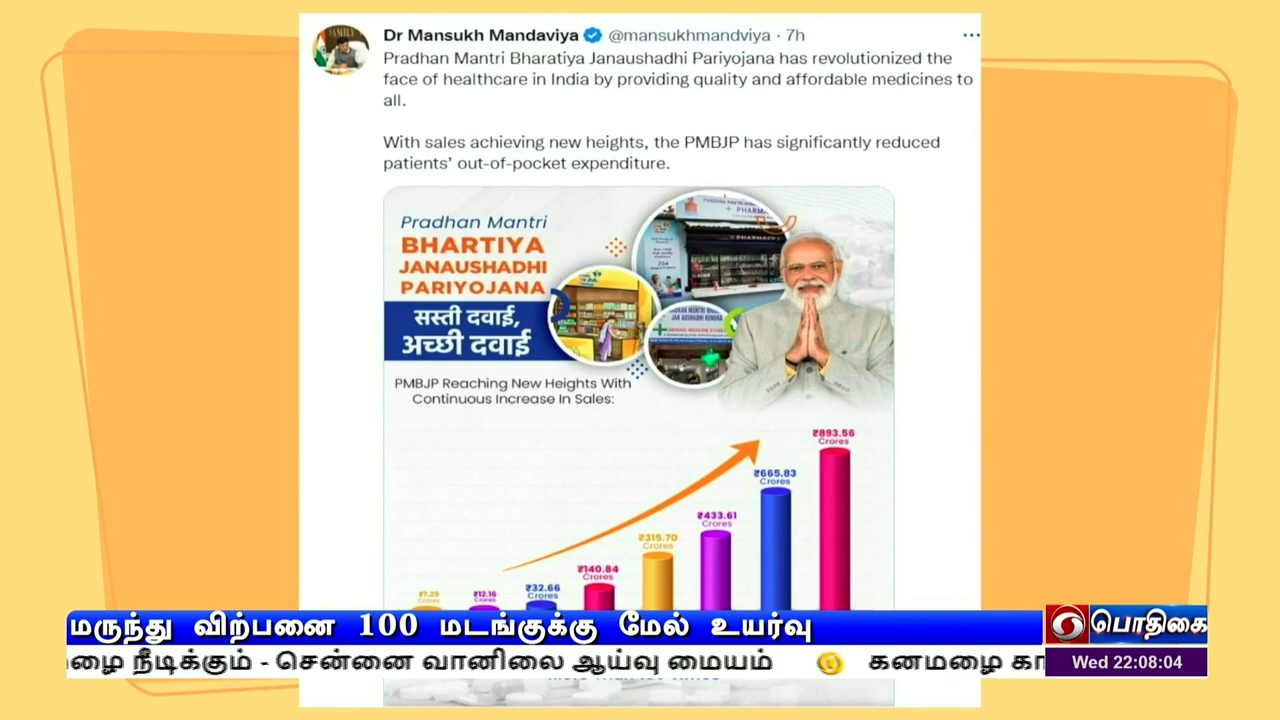 Dr Mansukh Mandaviya @mansukhmandviya · 7h
Pradhan Mantri Bharatiya Janaushadhi Pariyojana has revolutionized the
face of healthcare in India by providing quality and affordable medicines to
all.
With sales achieving new heights, the PMBJP has significantly reduced
patients' out-of-pocket expenditure.
Pradhan Mantri
BHARTIYA
JANAUSHADHI
PARIYOJANA
सस्ती दवाई,
अच्छी दवाई
PHARMACY
PMBJP Reaching New Heights With
Continuous Increase In Sales:
₹7.29
Crores
₹12.16
Crores
₹32.66
Crores
₹140.84
Crores
₹315.70
Crores
₹433.61
Crores
₹665.83
Crores
₹893.56
Crores
மருந்து விற்பனை 100 மடங்குக்கு மேல் உயர்வு
பொதிகை
நீடிக்கும் - சென்னை வானிலை ஆய்வு மையம் கனமழை
Wed 22:08:04